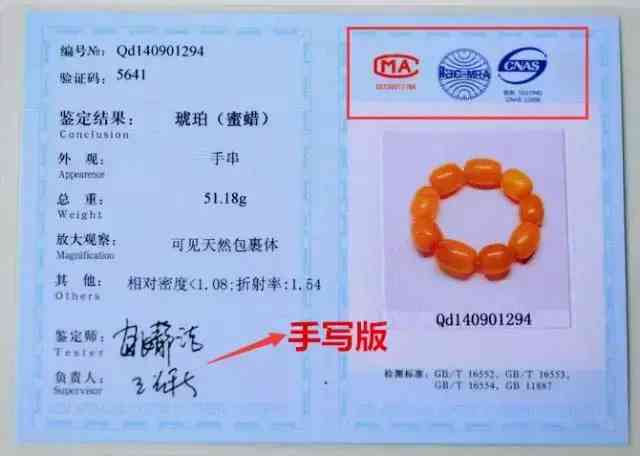 编号№: Qd140901294
验证码: 5641
鉴定结果: 琥珀（蜜蜡）
Conclusion
外 观: 手串
Appearenor
总 重: 51.18g
Weight
放大观察: 可见天然包裹体
Magnification
其 他: 相对密度<1.08;折射率:1.54
Others
鉴定师:
Tester
手写版
负责人:
Supervisor
MA
ilac-MRA
CNAS
Qd140901294
检测标准: GB/T 16552、GB/T 16553、
GB/T 16554、GB 11887